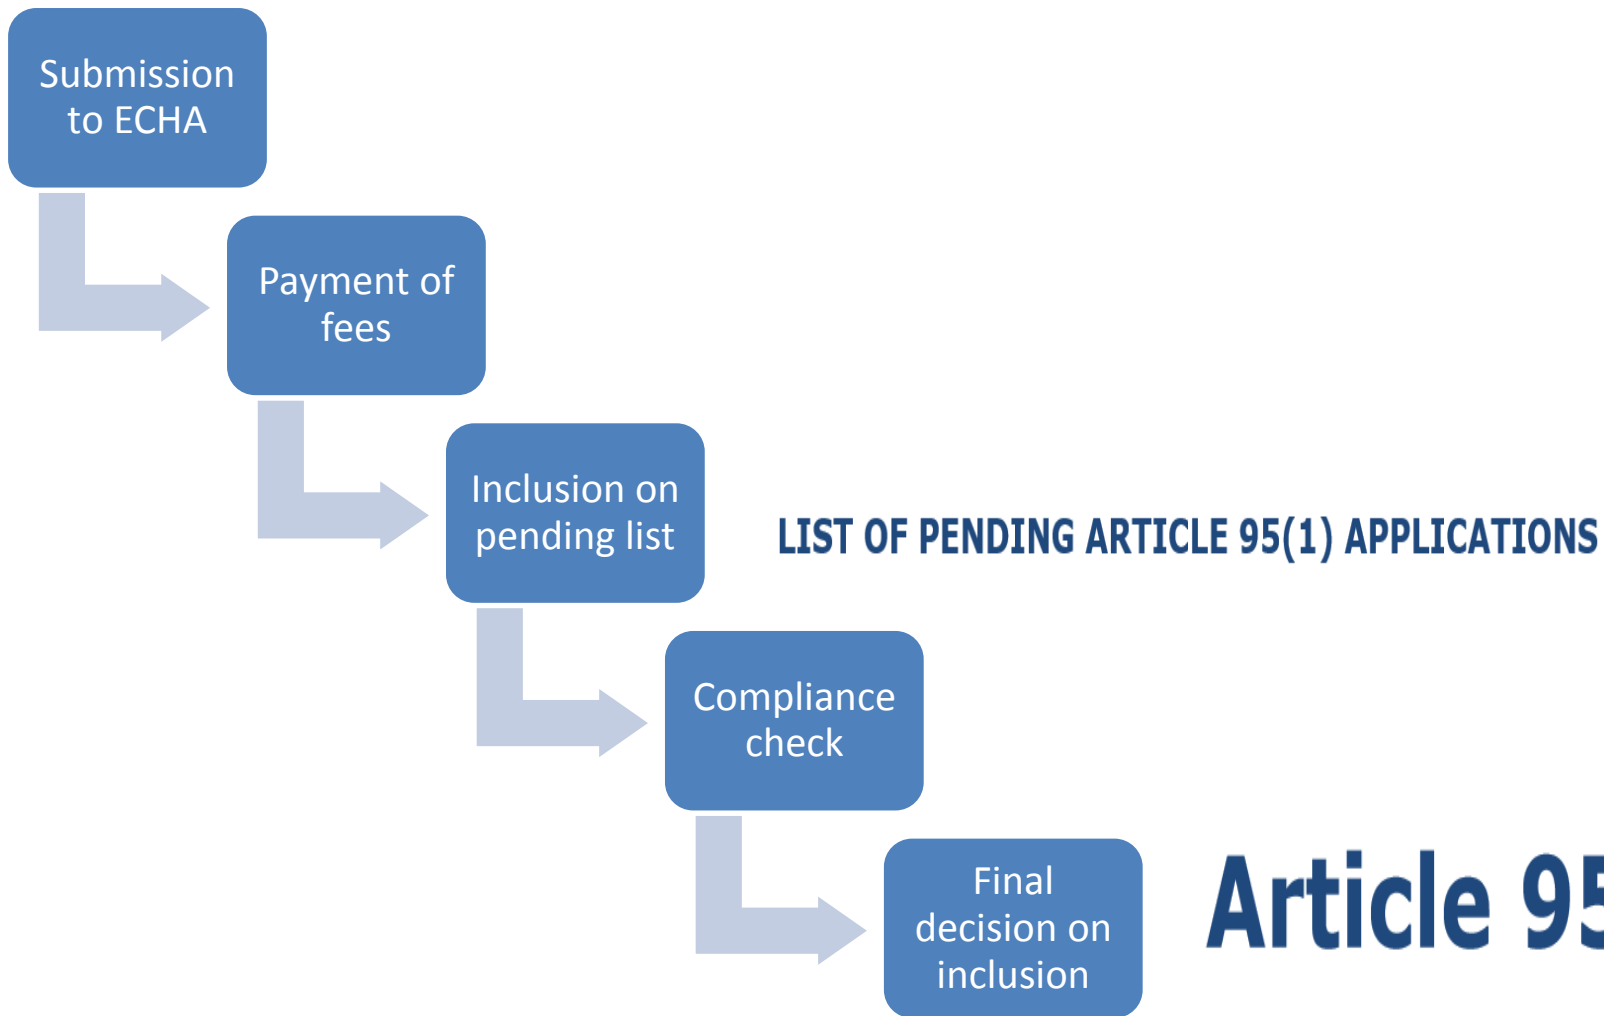 Submission
to ECHA
Payment of
fees
Inclusion on
pending list
LIST OF PENDING ARTICLE 95(1) APPLICATIONS
Compliance
check
Final
decision on
inclusion
Article 95